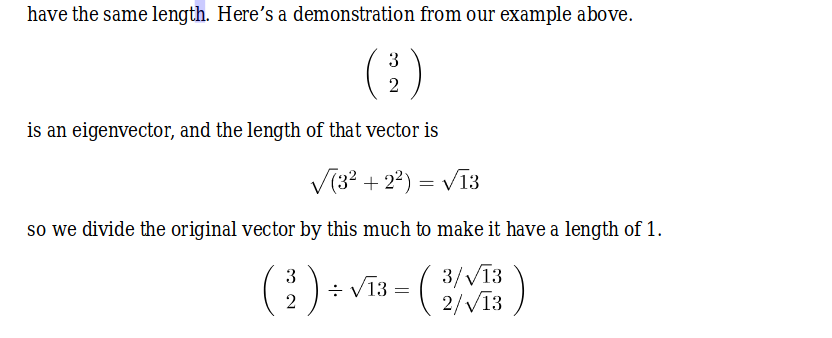 have the same length. Here’s a demonstration from our example above.
( 3
2 )
is an eigenvector, and the length of that vector is
√(3² + 2²) = √13
so we divide the original vector by this much to make it have a length of 1.
( 3
2 ) ÷ √13 = ( 3/√13
2/√13 )